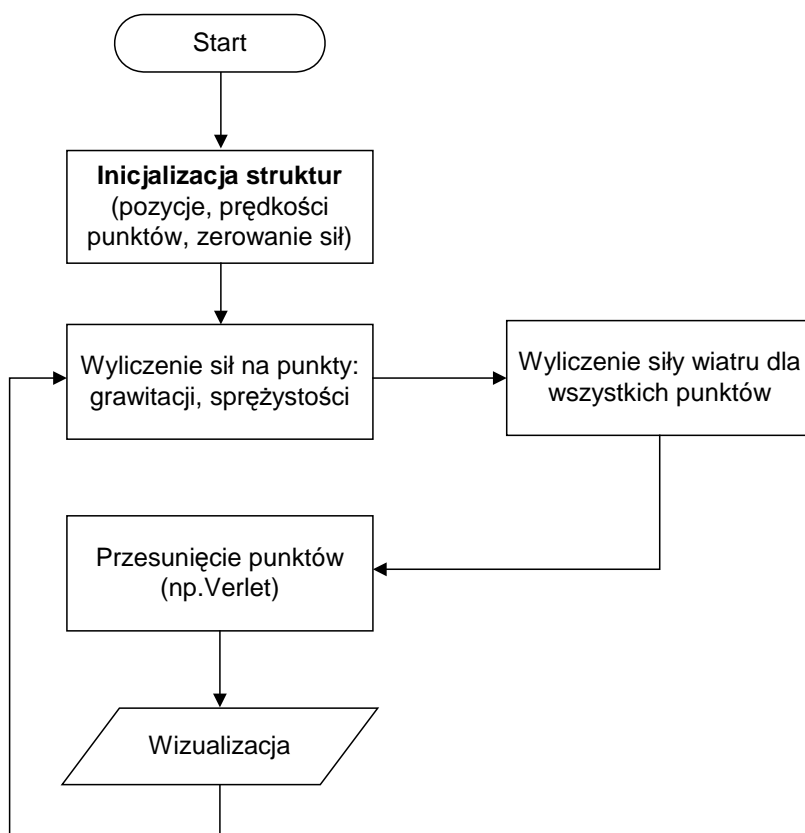 Start
Inicjalizacja struktur
(pozycje, prędkości
punktów, zerowanie sił)
Wyliczenie sił na punkty:
grawitacji, sprężystości
Wyliczenie siły wiatru dla
wszystkich punktów
Przesunięcie punktów
(np.Verlet)
Wizualizacja